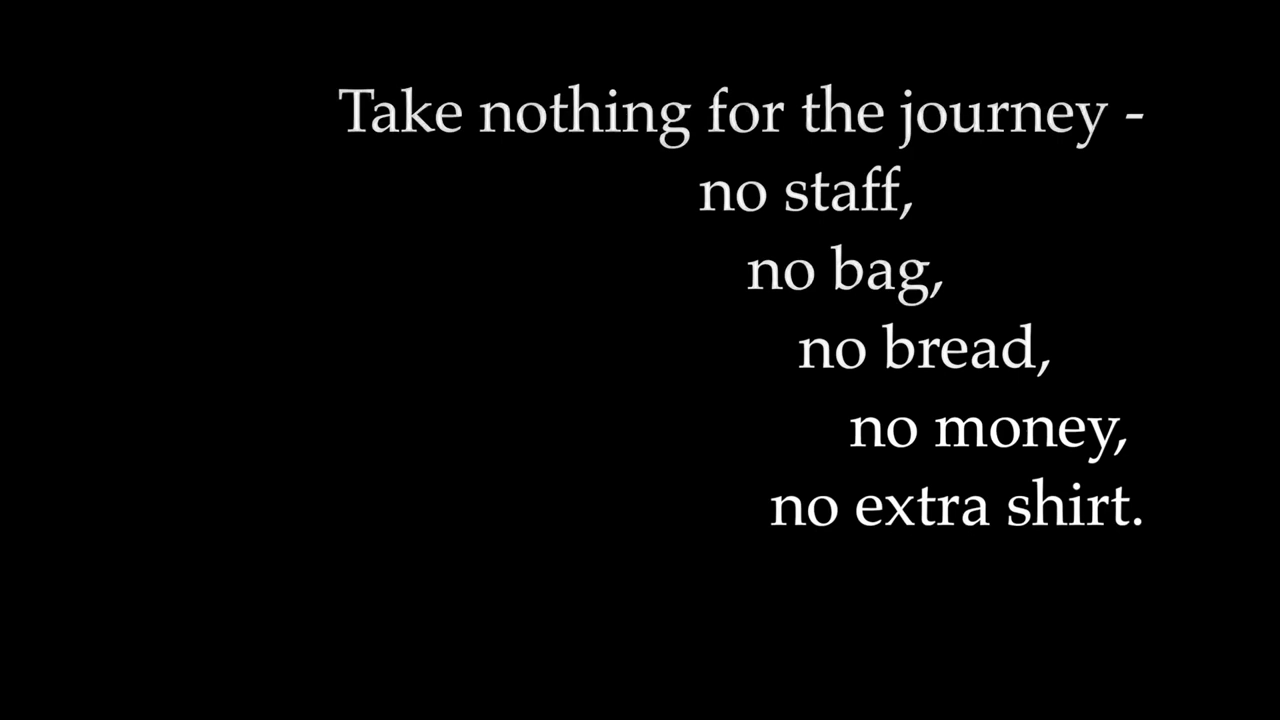 Take nothing for the journey -
no staff,
no bag,
no bread,
no money,
no extra shirt.